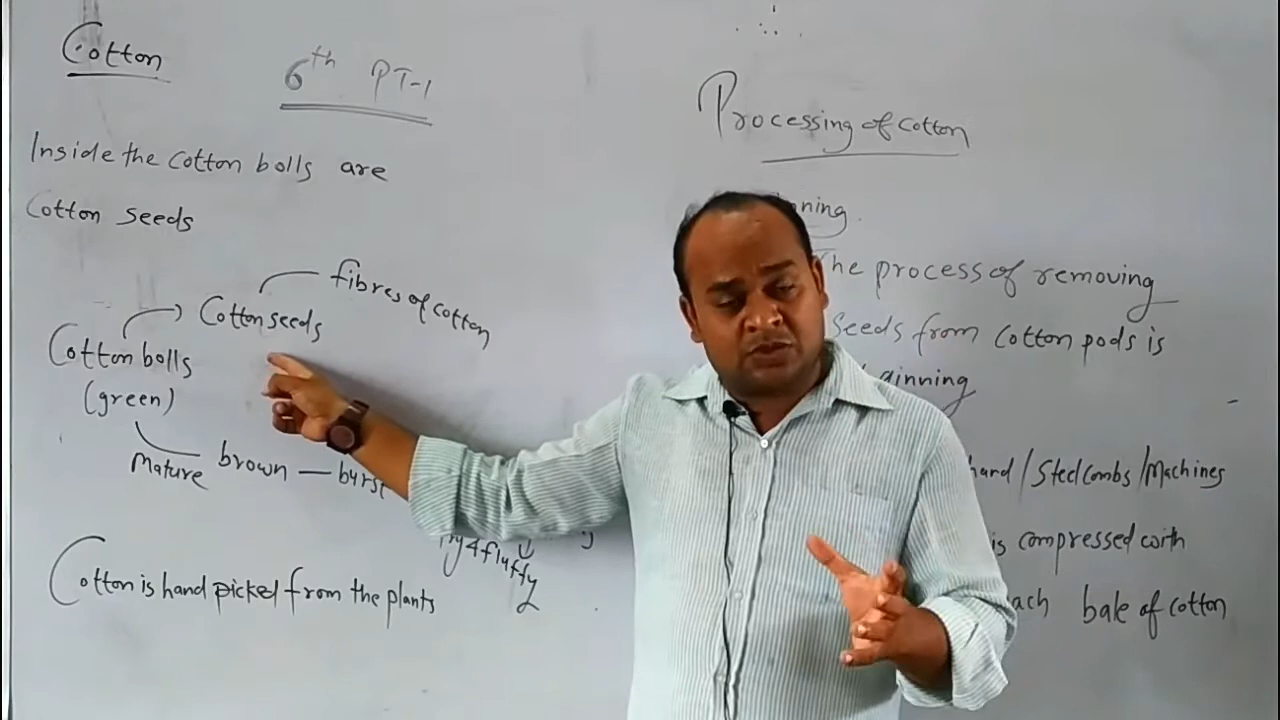 Cotton
6th PT-1
Inside the cotton bolls are
Cotton seeds
fibres of cotton
Cotton seeds
Cotton bolls
(green)
Mature brown — burst
fluffy
Cotton is hand picked from the plants
Processing of cotton
The process of removing
seeds from cotton pods is
ginning
hand / Steel combs / Machines
is compressed with
bale of cotton